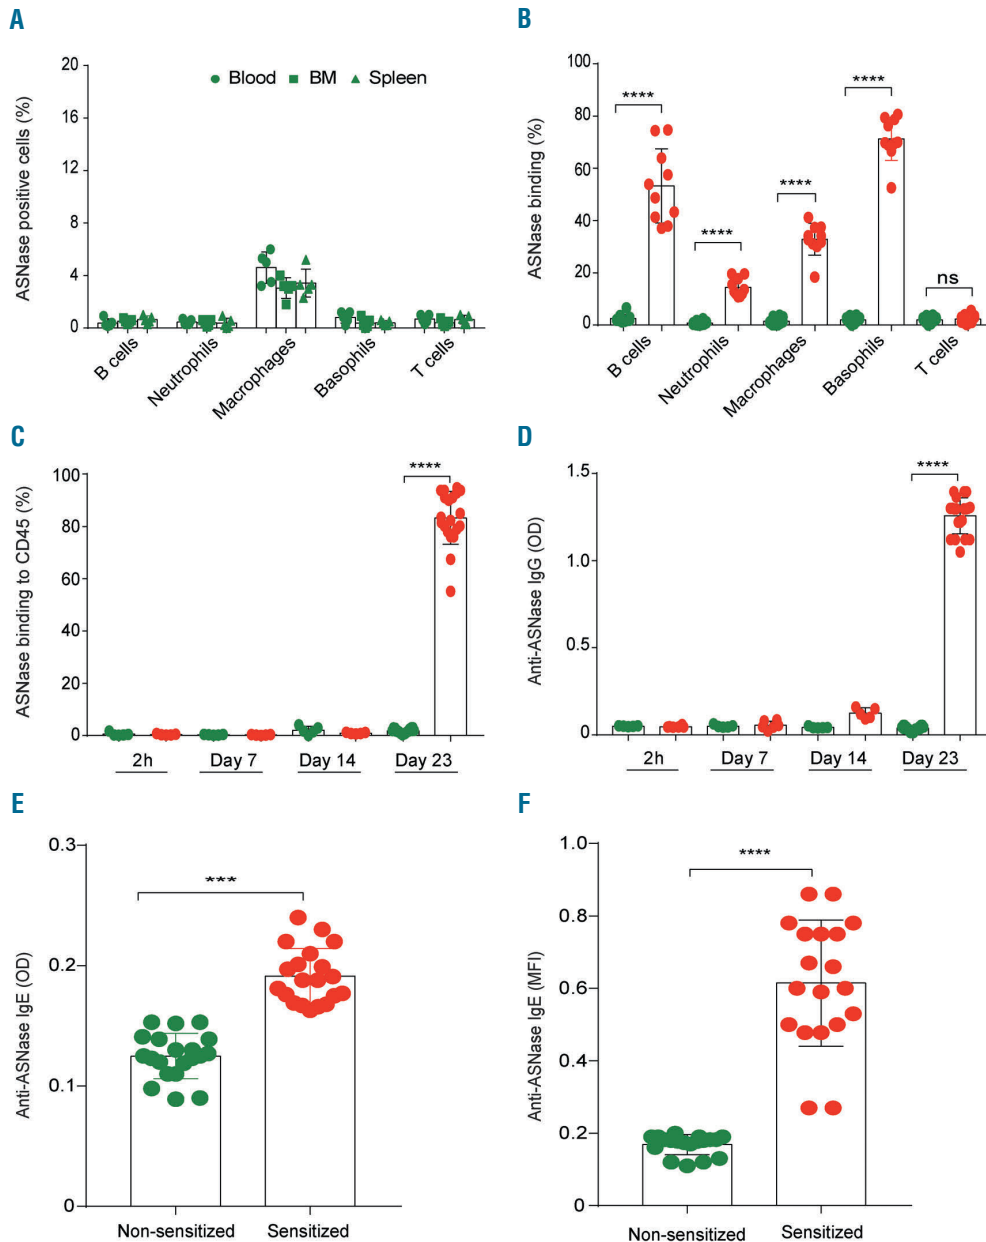 A
20
16
12
8
4
0
ASNase positive cells (%)
Blood BM Spleen
B cells
Neutrophils
Macrophages
Basophils
T cells
B
100
80
60
40
20
0
ASNase binding (%)
****
****
****
****
ns
B cells
Neutrophils
Macrophages
Basophils
T cells
C
100
80
60
40
20
0
ASNase binding to CD45 (%)
****
2h Day 7 Day 14 Day 23
D
1.5
1.0
0.5
0
Anti-ASNase IgG (OD)
****
2h Day 7 Day 14 Day 23
E
0.3
0.2
0.1
0
Anti-ASNase IgE (OD)
***
Non-sensitized Sensitized
F
1.0
0.8
0.6
0.4
0.2
0
Anti-ASNase IgE (MFI)
****
Non-sensitized Sensitized